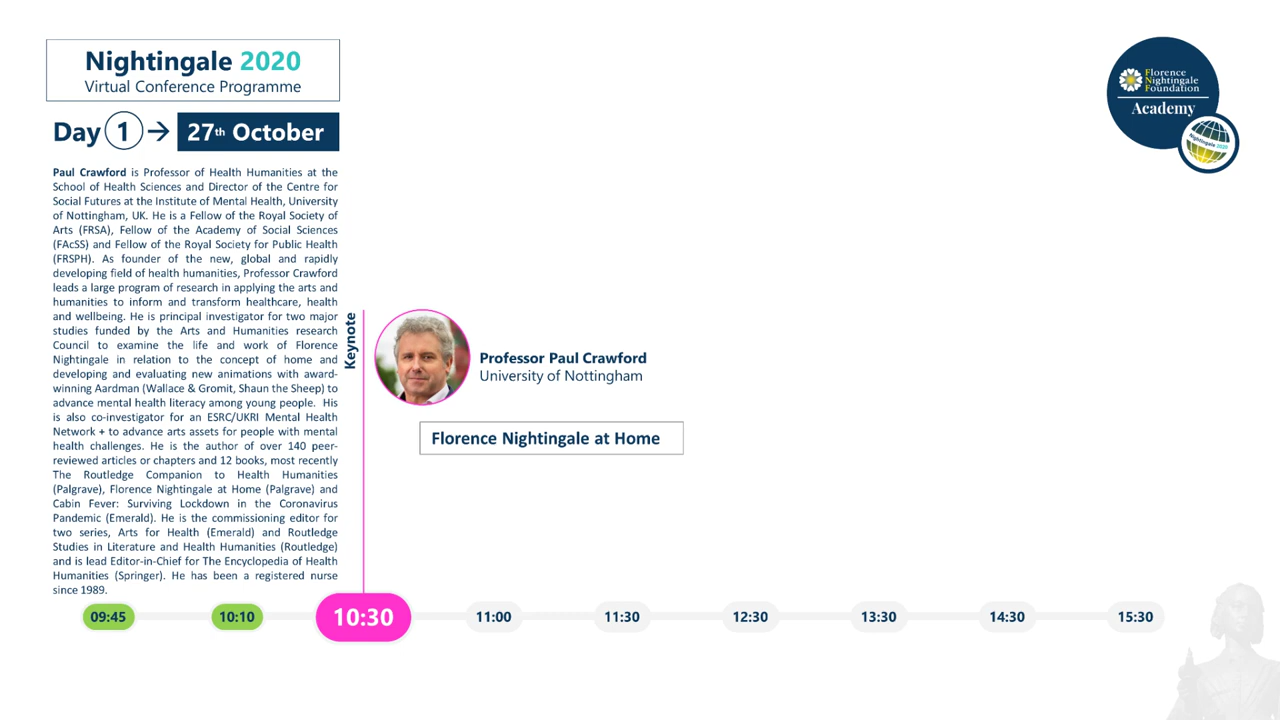 Nightingale 2020
Virtual Conference Programme
Day 1 → 27th October
Florence
Nightingale
Foundation
Academy
Nightingale 2020
Paul Crawford is Professor of Health Humanities at the
School of Health Sciences and Director of the Centre for
Social Futures at the Institute of Mental Health, University
of Nottingham, UK. He is a Fellow of the Royal Society of
Arts (FRSA), Fellow of the Academy of Social Sciences
(FAcSS) and Fellow of the Royal Society for Public Health
(FRSPH). As founder of the new, global and rapidly
developing field of health humanities, Professor Crawford
leads a large program of research in applying the arts and
humanities to inform and transform healthcare, health
and wellbeing. He is principal investigator for two major
studies funded by the Arts and Humanities research
Council to examine the life and work of Florence
Nightingale in relation to the concept of home and
developing and evaluating new animations with award-
winning Aardman (Wallace & Gromit, Shaun the Sheep) to
advance mental health literacy among young people. His
is also co-investigator for an ESRC/UKRI Mental Health
Network + to advance arts assets for people with mental
health challenges. He is the author of over 140 peer-
reviewed articles or chapters and 12 books, most recently
The Routledge Companion to Health Humanities
(Palgrave), Florence Nightingale at Home (Palgrave) and
Cabin Fever: Surviving Lockdown in the Coronavirus
Pandemic (Emerald). He is the commissioning editor for
two series, Arts for Health (Emerald) and Routledge
Studies in Literature and Health Humanities (Routledge)
and is lead Editor-in-Chief for The Encyclopedia of Health
Humanities (Springer). He has been a registered nurse
since 1989.
Keynote
Professor Paul Crawford
University of Nottingham
Florence Nightingale at Home
09:45 10:10 10:30 11:00 11:30 12:30 13:30 14:30 15:30